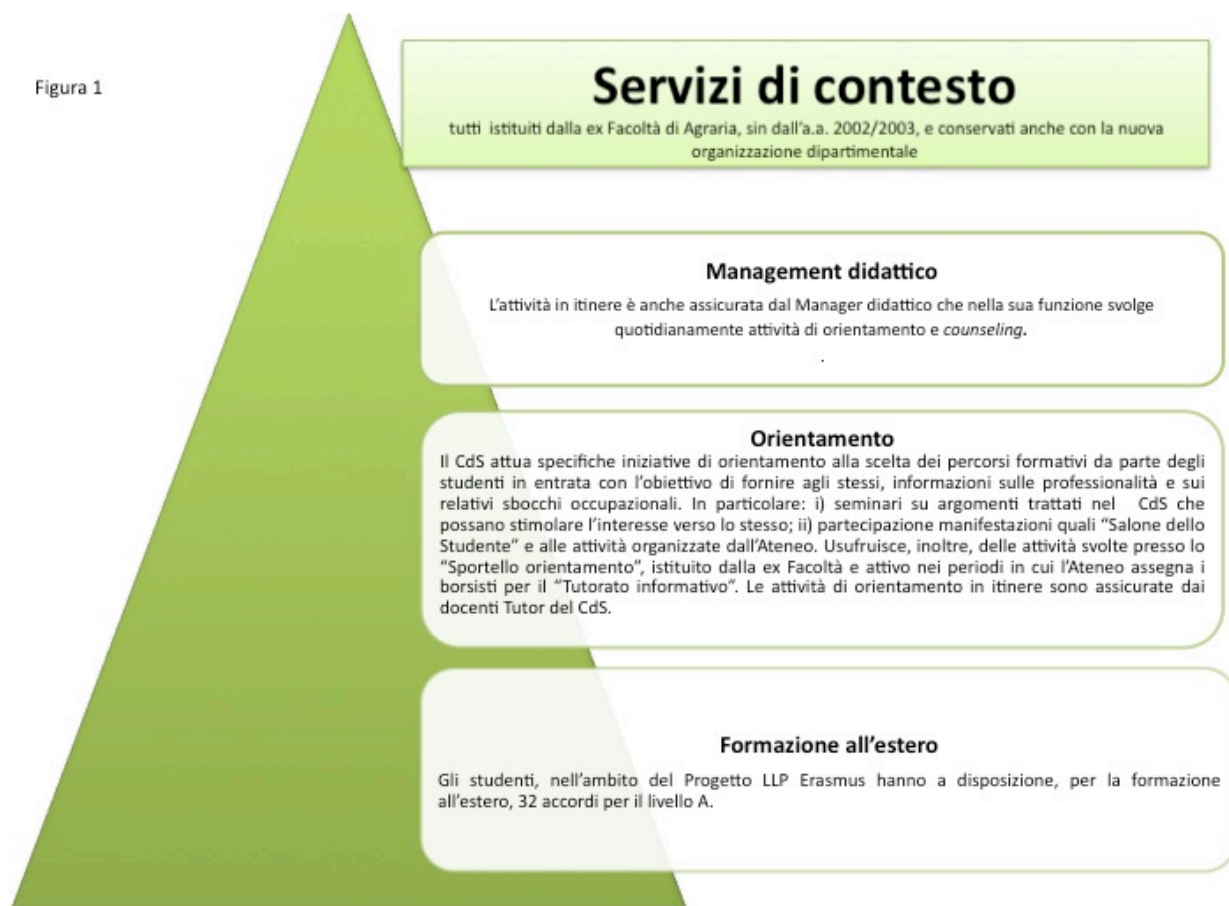 Figura 1
Servizi di contesto
tutti istituiti dalla ex Facoltà di Agraria, sin dall'a.a. 2002/2003, e conservati anche con la nuova
organizzazione dipartimentale
Management didattico
L'attività in itinere è anche assicurata dal Manager didattico che nella sua funzione svolge
quotidianamente attività di orientamento e counseling.
.
Orientamento
Il CdS attua specifiche iniziative di orientamento alla scelta dei percorsi formativi da parte degli
studenti in entrata con l'obiettivo di fornire agli stessi, informazioni sulle professionalità e sui
relativi sbocchi occupazionali. In particolare: i) seminari su argomenti trattati nel CdS che
possano stimolare l'interesse verso lo stesso; ii) partecipazione manifestazioni quali "Salone dello
Studente" e alle attività organizzate dall'Ateneo. Usufruisce, inoltre, delle attività svolte presso lo
"Sportello orientamento", istituito dalla ex Facoltà e attivo nei periodi in cui l'Ateneo assegna i
borsisti per il "Tutorato informativo". Le attività di orientamento in itinere sono assicurate dai
docenti Tutor del CdS.
Formazione all'estero
Gli studenti, nell'ambito del Progetto LLP Erasmus hanno a disposizione, per la formazione
all'estero, 32 accordi per il livello A.